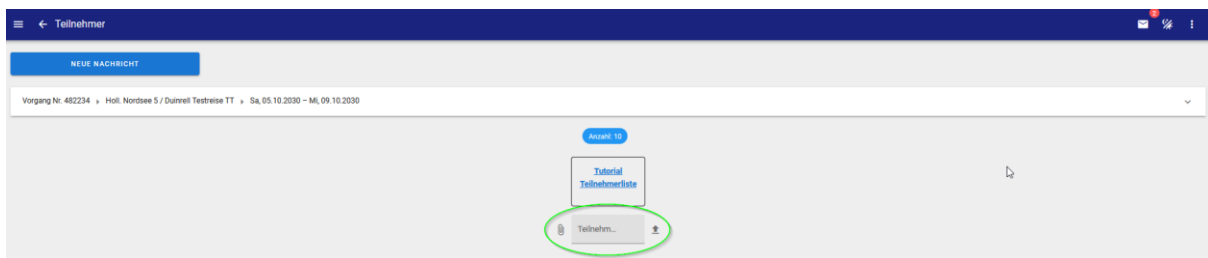 Teilnehmer
2
NEUE NACHRICHT
Vorgang Nr. 482234 › Holl. Nordsee 5 / Duinrell Testreise TT › Sa, 05.10.2030 – Mi, 09.10.2030
Anzahl: 10
Tutorial
Teilnehmerliste
Teilnehm...